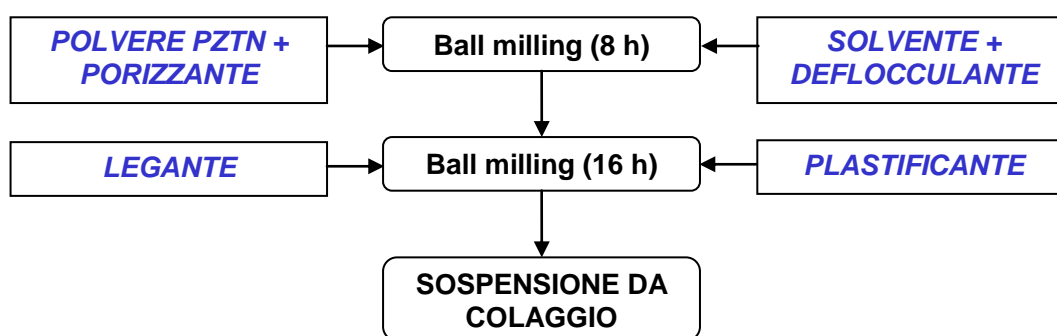 POLVERE PZTN +
PORIZZANTE
Ball milling (8 h)
SOLVENTE +
DEFLOCCULANTE
LEGANTE
Ball milling (16 h)
PLASTIFICANTE
SOSPENSIONE DA
COLAGGIO